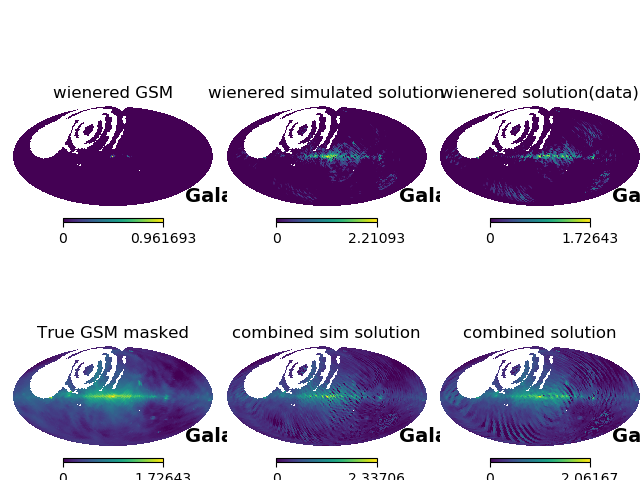 wienered GSM
wienered simulated solution
wienered solution(data)
Gala
Gala
Ga
0 0.961693
0 2.21093
0 1.72643
True GSM masked
combined sim solution
combined solution
Gala
Gala
Ga
0 1.72643
0 2.33706
0 2.06167